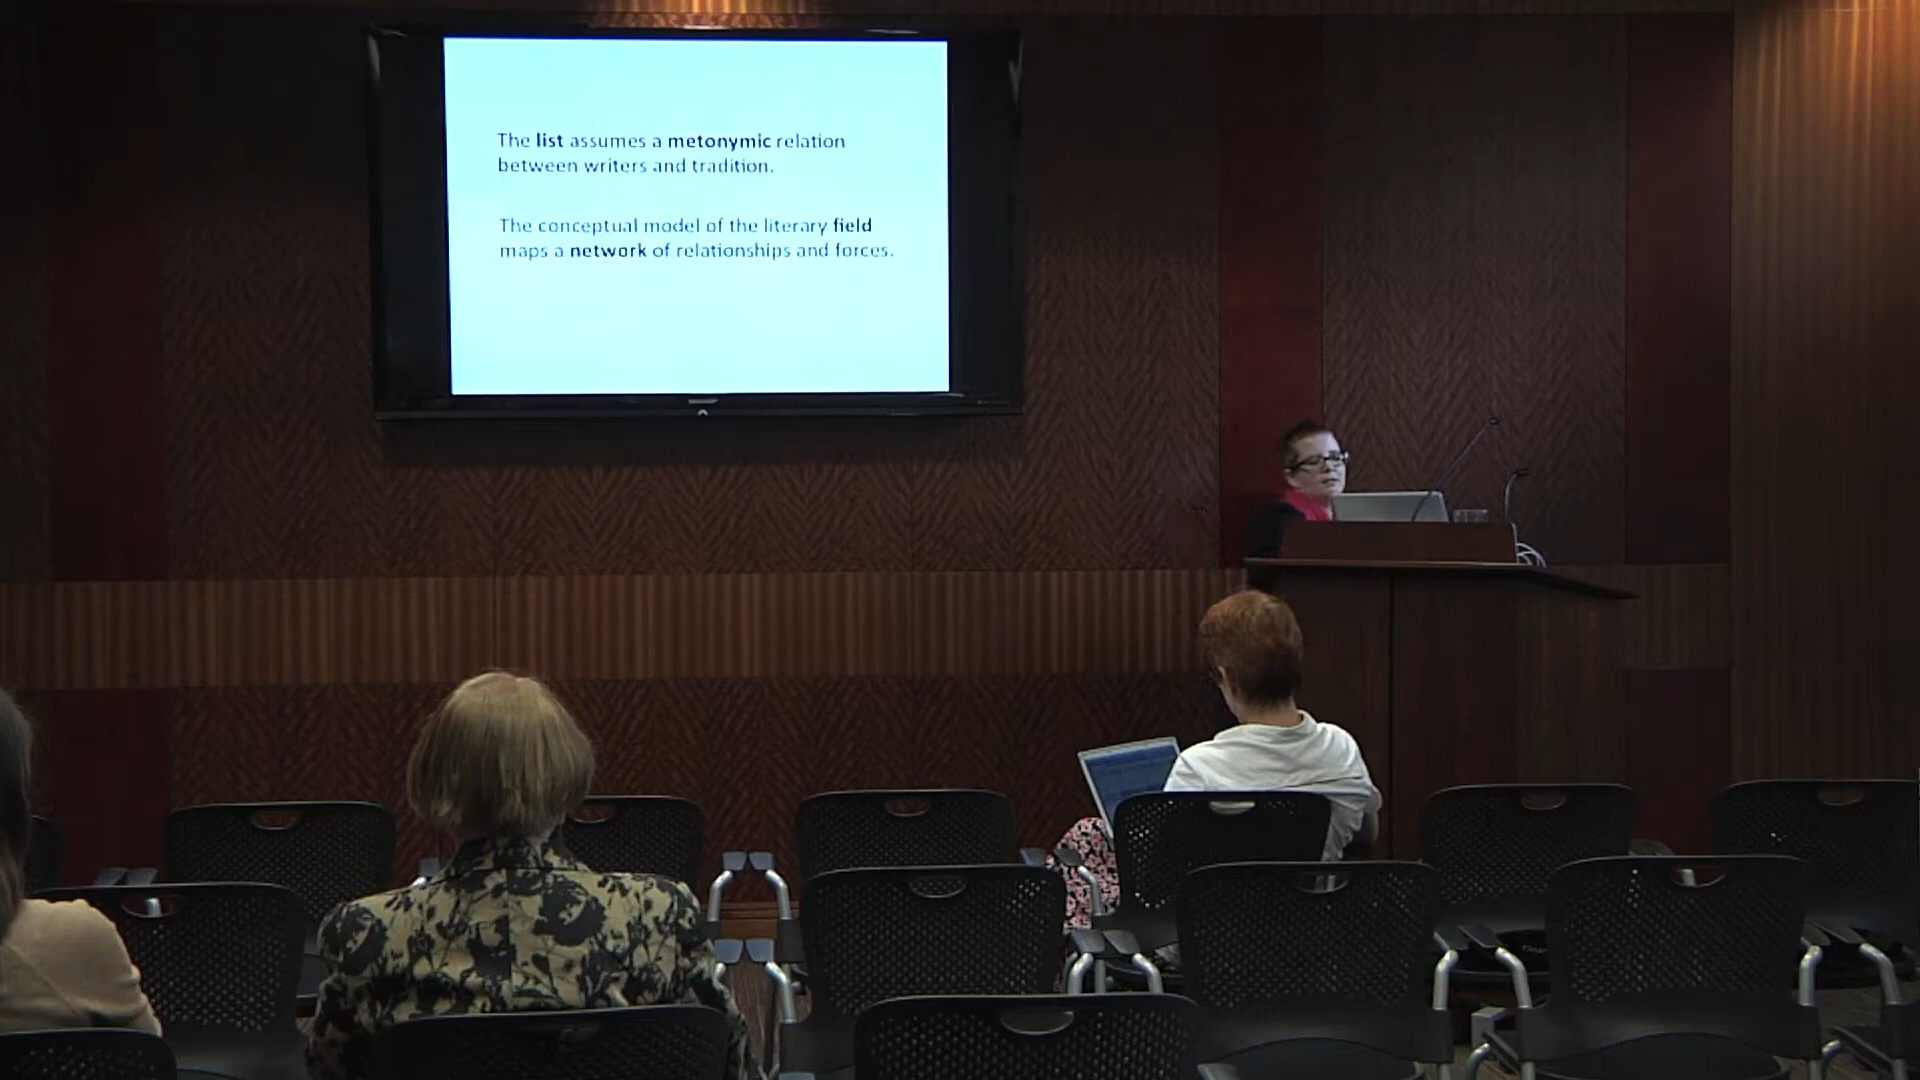 The list assumes a metonymic relation
between writers and tradition.
The conceptual model of the literary field
maps a network of relationships and forces.